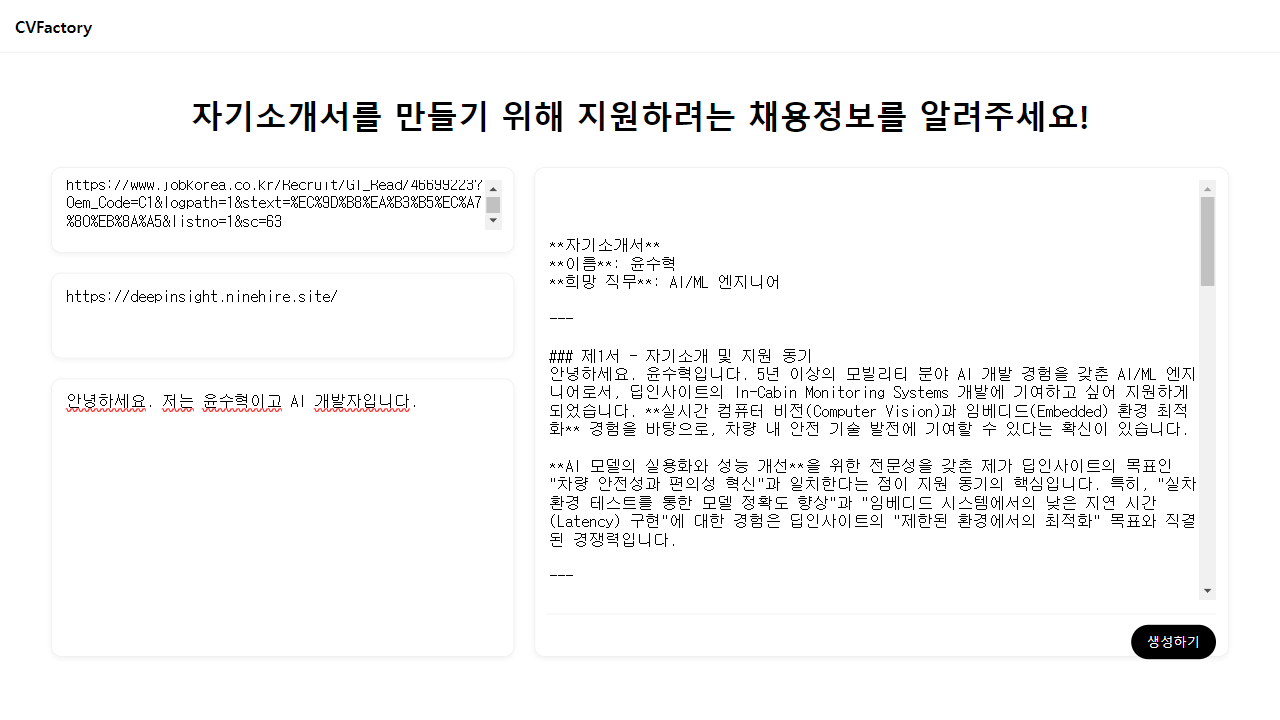 CVFactory
자기소개서를 만들기 위해 지원하려는 채용정보를 알려주세요!
https://www.jobkorea.co.kr/Recruit/GI_Read/46699223?
Oem_Code=C1&logpath=1&stext=%EC%9D%B8%EA%B3%B5%EC%A7
%80%EB%8A%A5&listno=1&sc=63
https://deepinsight.ninehire.site/
안녕하세요. 저는 윤수혁이고 AI 개발자입니다.
**자기소개서**
**이름**: 윤수혁
**희망 직무**: AI/ML 엔지니어
---
### 제1서 - 자기소개 및 지원 동기
안녕하세요. 윤수혁입니다. 5년 이상의 모빌리티 분야 AI 개발 경험을 갖춘 AI/ML 엔지
니어로서, 딥인사이트의 In-Cabin Monitoring Systems 개발에 기여하고 싶어 지원하게
되었습니다. **실시간 컴퓨터 비전(Computer Vision)과 임베디드(Embedded) 환경 최적
화** 경험을 바탕으로, 차량 내 안전 기술 발전에 기여할 수 있다는 확신이 있습니다.
**AI 모델의 실용화와 성능 개선**을 위한 전문성을 갖춘 제가 딥인사이트의 목표인
"차량 안전성과 편의성 혁신"과 일치한다는 점이 지원 동기의 핵심입니다. 특히, "실차
환경 테스트를 통한 모델 정확도 향상"과 "임베디드 시스템에서의 낮은 지연 시간
(Latency) 구현"에 대한 경험은 딥인사이트의 "제한된 환경에서의 최적화" 목표와 직결
된 경쟁력입니다.
---
생성하기